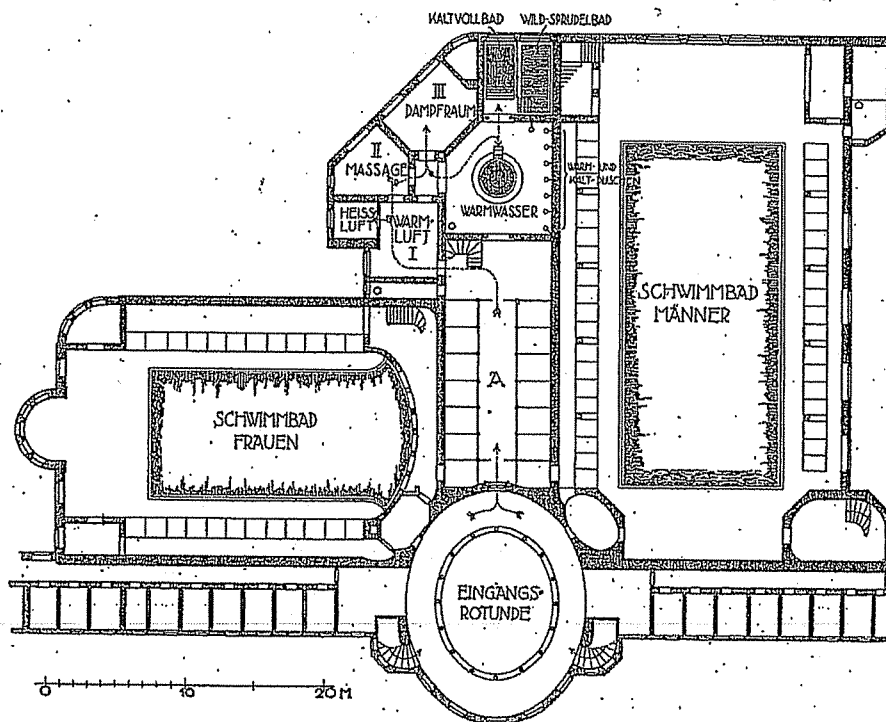 KALTVOLLBAD WILD-SPRUDELBAD
III
DAMPFRAUM
II
MASSAGE
WARM- UND
KALT-DUSCHEN
HEISS-
LUFT
WARM-
LUFT
I
WARMWASSER
SCHWIMMBAD
MÄNNER
A
SCHWIMMBAD
FRAUEN
EINGANGS-
ROTUNDE
0 10 20 M